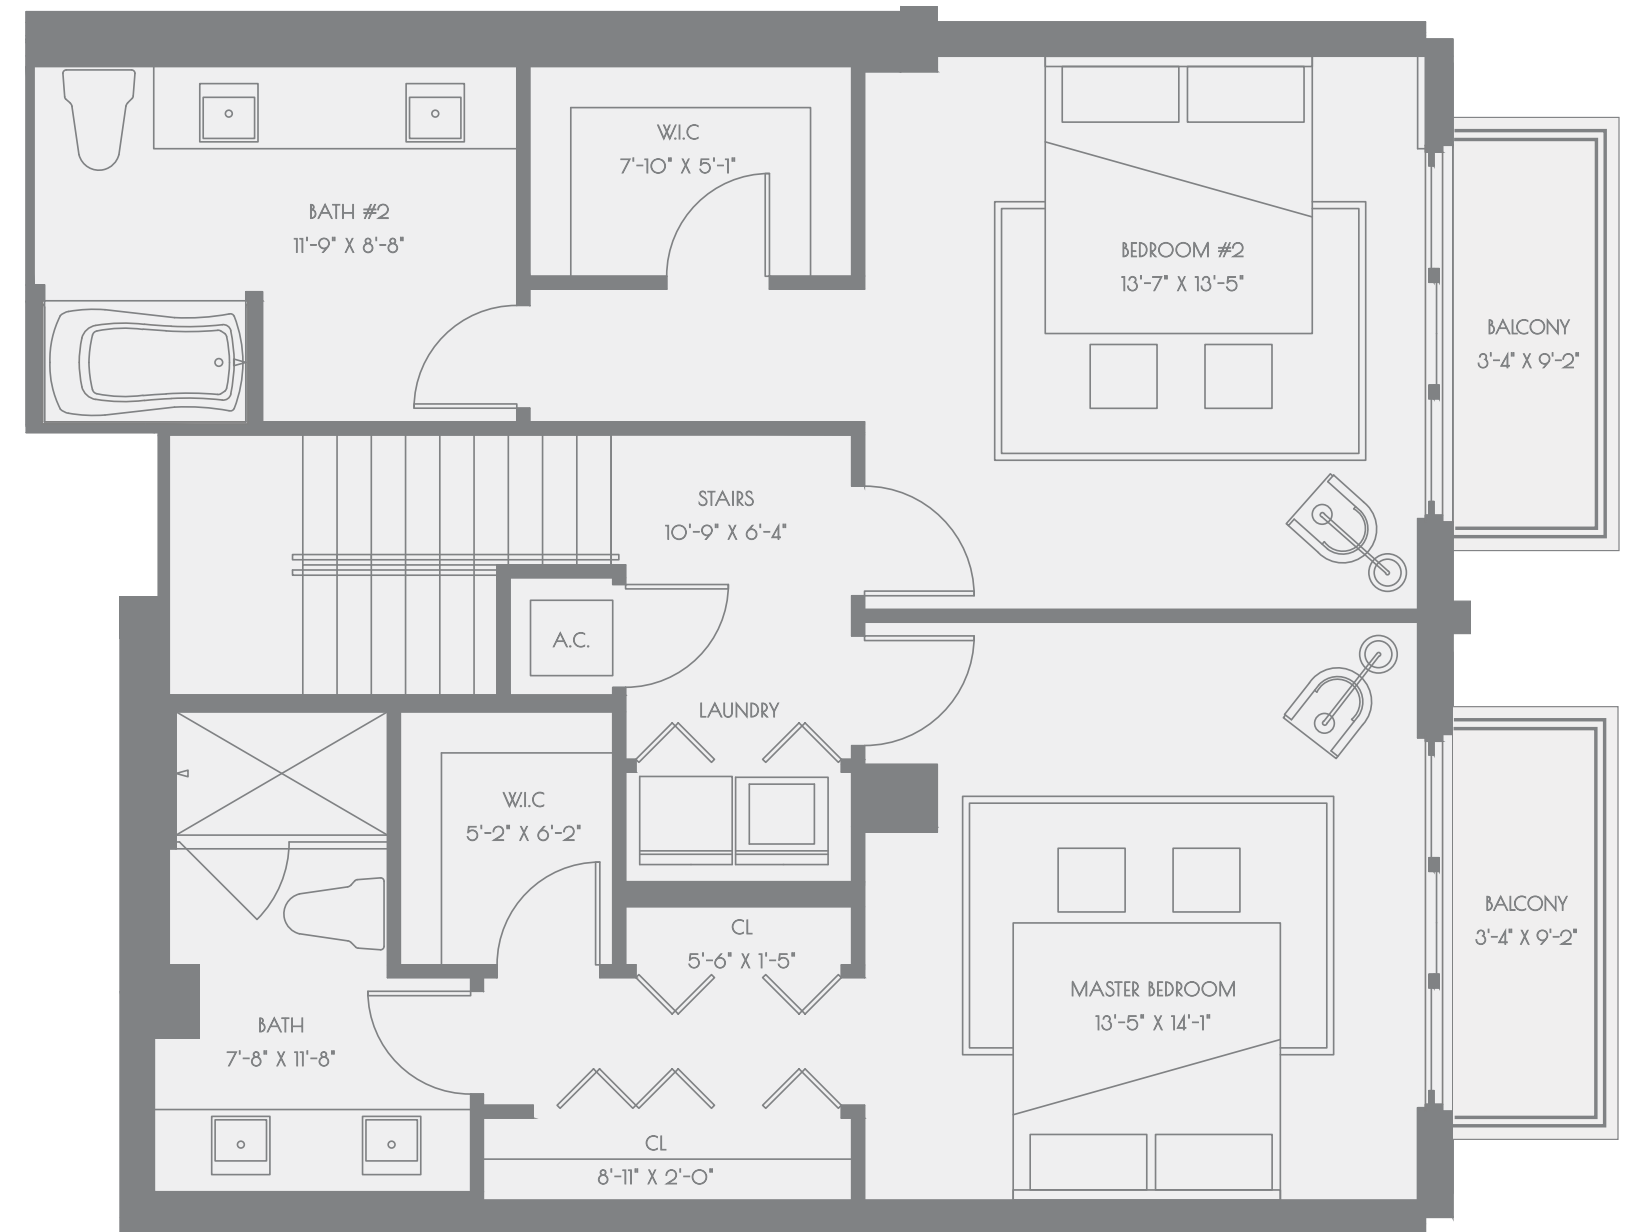 W.I.C
7'-10" X 5'-1"
BATH #2
11'-9" X 8'-8"
BEDROOM #2
13'-7" X 13'-5"
BALCONY
3'-4" X 9'-2"
STAIRS
10'-9" X 6'-4"
A.C.
LAUNDRY
W.I.C
5'-2" X 6'-2"
CL
5'-6" X 1'-5"
BALCONY
3'-4" X 9'-2"
MASTER BEDROOM
13'-5" X 14'-1"
BATH
7'-8" X 11'-8"
CL
8'-11" X 2'-0"